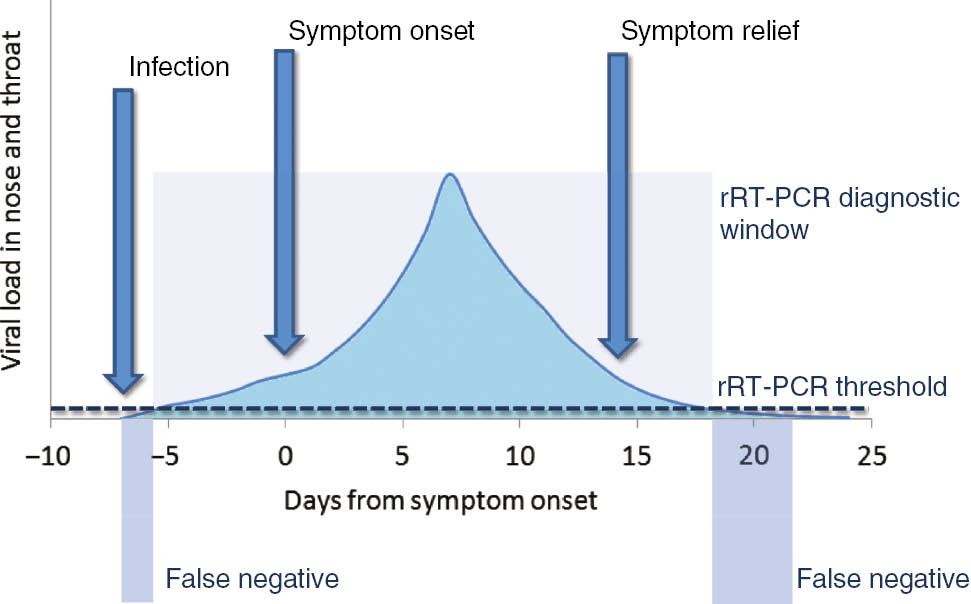 Viral load in nose and throat
Infection
Symptom onset
Symptom relief
rRT-PCR diagnostic
window
rRT-PCR threshold
−10
−5
0
5
10
15
20
25
Days from symptom onset
False negative
False negative